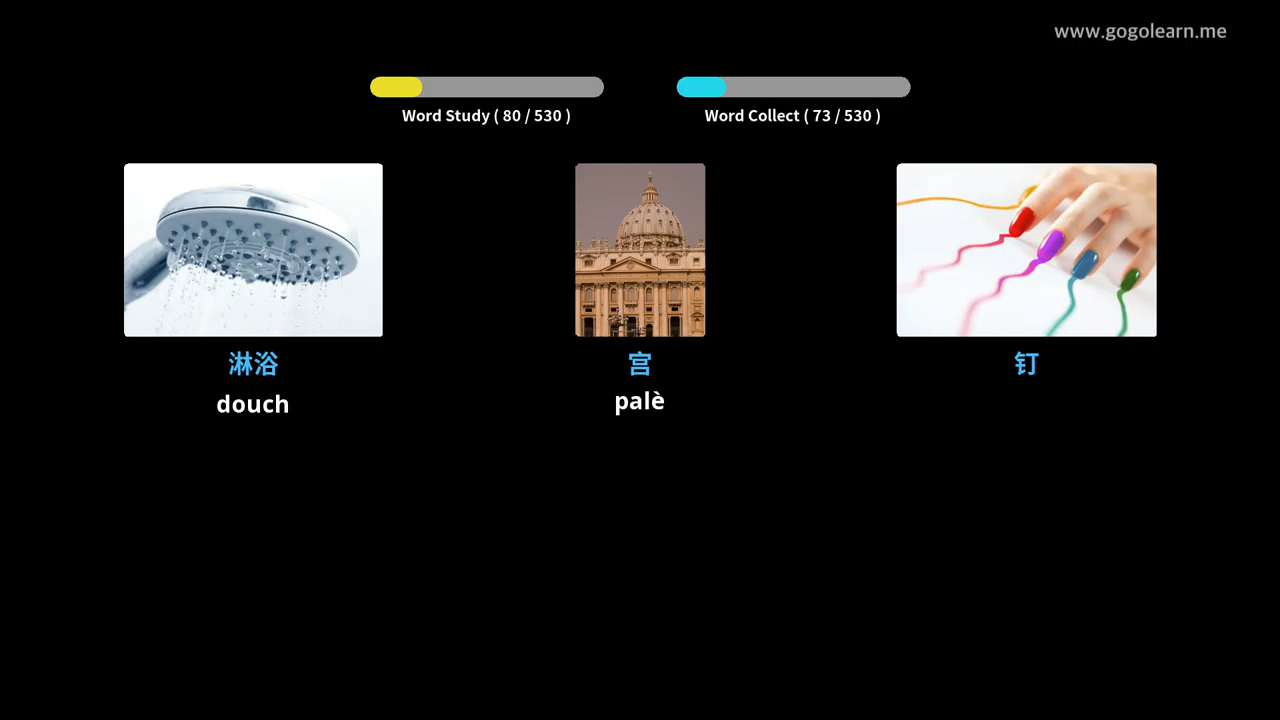 www.gogolearn.me
Word Study ( 80 / 530 )
Word Collect ( 73 / 530 )
淋浴
douch
宫
palè
钉